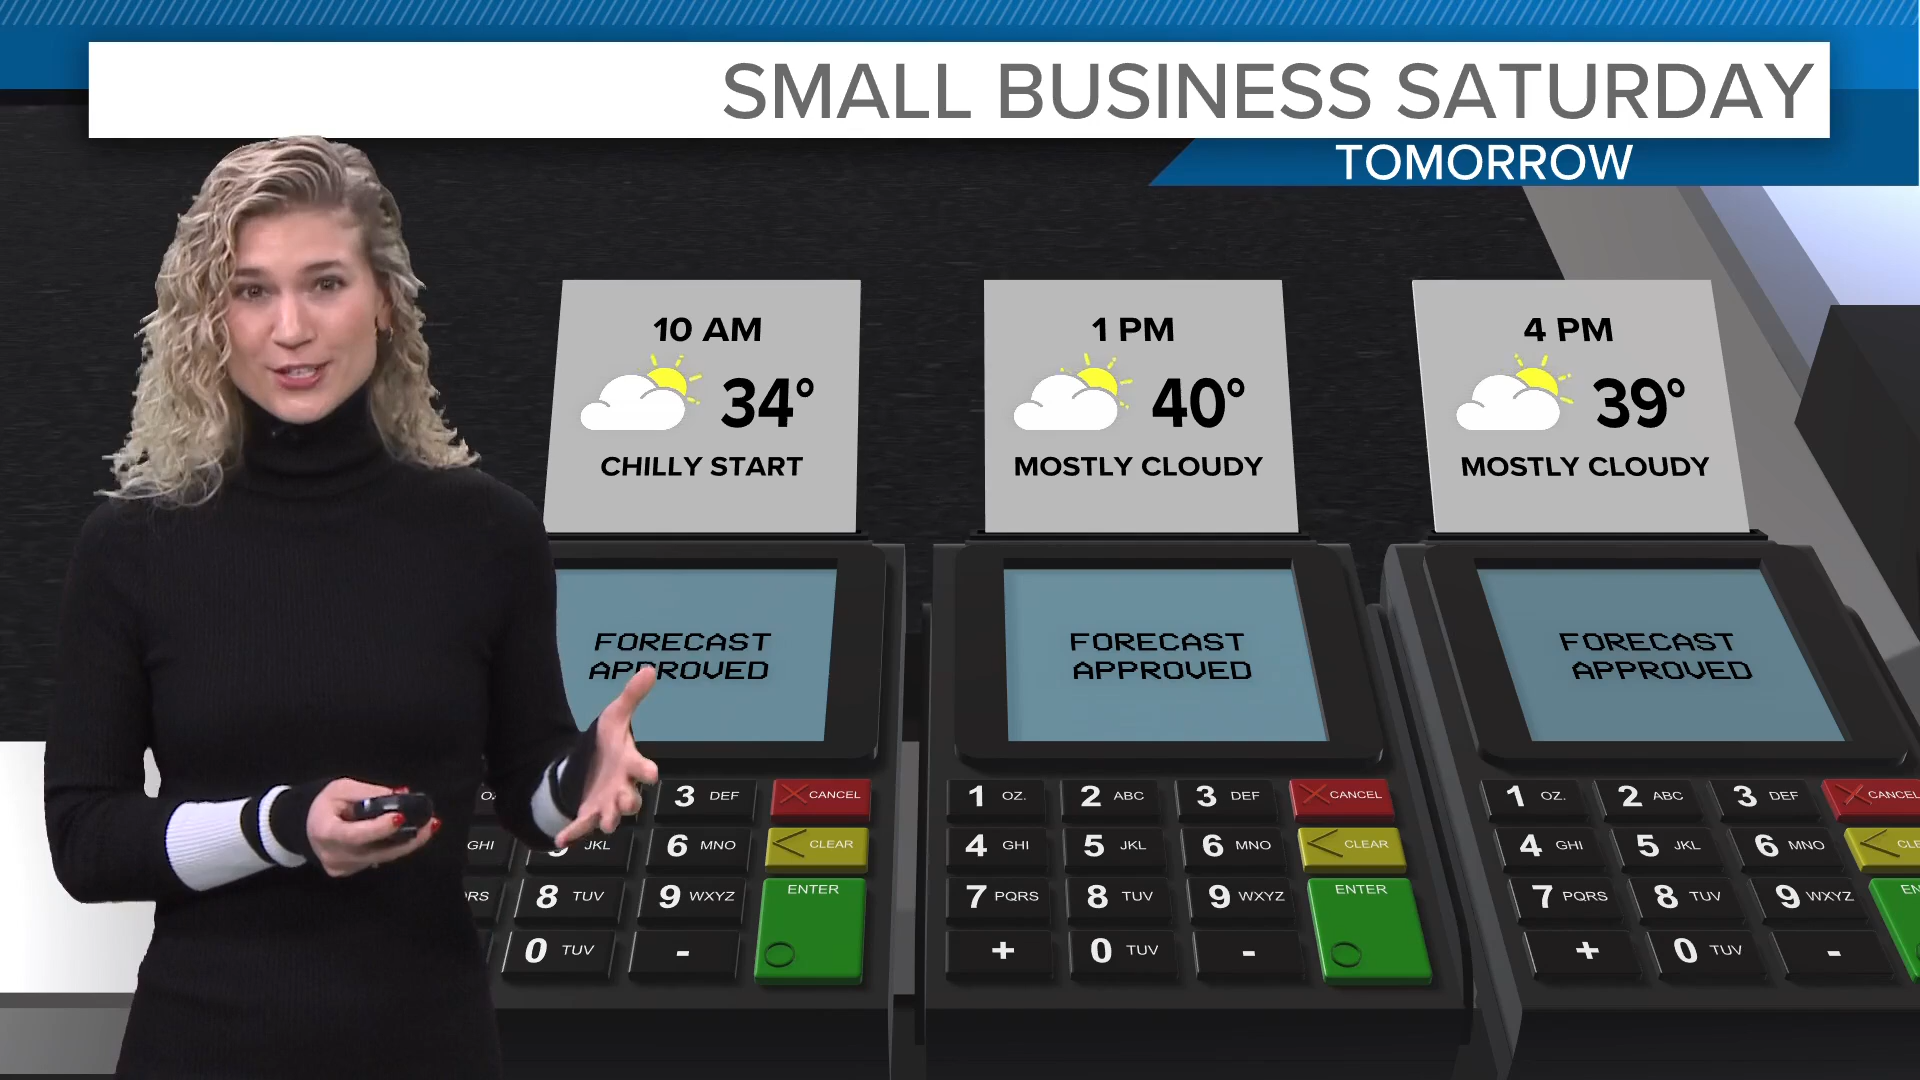 SMALL BUSINESS SATURDAY
TOMORROW
10 AM
34°
CHILLY START
1 PM
40°
MOSTLY CLOUDY
4 PM
39°
MOSTLY CLOUDY
FORECAST
APPROVED
FORECAST
APPROVED
FORECAST
APPROVED
3 DEF CANCEL
GHI JKL 6 MNO CLEAR
8 TUV 9 WXYZ ENTER
0 TUV -
1 OZ. 2 ABC 3 DEF CANCEL
4 GHI 5 JKL 6 MNO CLEAR
7 PQRS 8 TUV 9 WXYZ ENTER
+ 0 TUV -
1 OZ. 2 ABC 3 DEF CANCEL
4 GHI 5 JKL 6 MNO
7 PQRS 8 TUV 9 WXYZ
+ 0 TUV -